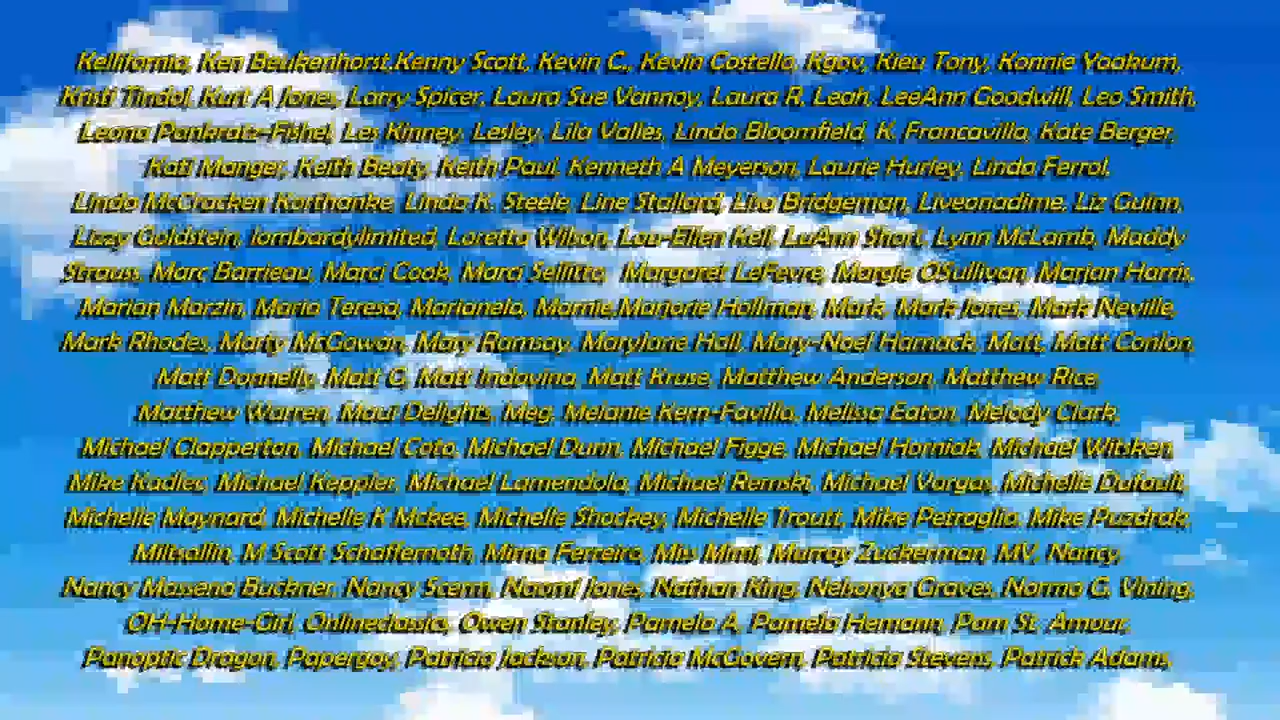 Kellifornia, Ken Beukenhorst,Kenny Scott, Kevin C., Kevin Costello, Kgov, Kieu Tony, Konnie Yoakum,
Kristi Tindol, Kurt A Jones, Larry Spicer, Laura Sue Vannoy, Laura R. Leah, LeeAnn Goodwill, Leo Smith,
Leona Pankratz-Fishel, Les Kinney, Lesley, Lila Valles, Linda Bloomfield, K. Francavilla, Kate Berger,
Kati Manger, Keith Beaty, Keith Paul, Kenneth A Meyerson, Laurie Hurley, Linda Ferrol,
Linda McCracken Korthanke, Linda K. Steele, Line Stallard, Lisa Bridgeman, Liveonadime, Liz Guinn,
Lizzy Goldstein, lombardylimited, Loretta Wilson, Lou-Ellen Kell, LuAnn Short, Lynn McLamb, Maddy
Strauss, Marc Barrieau, Marci Cook, Marci Sellitto, Margaret LeFevre, Margie OSullivan, Marian Harris,
Marian Marzin, Maria Teresa, Marianela, Marnie,Marjorie Hallman, Mark, Mark Jones, Mark Neville,
Mark Rhodes, Marty McGowan, Mary Ramsay, MaryJane Hall, Mary-Noel Hamack, Matt, Matt Conlon,
Matt Donnelly, Matt G, Matt Indovina, Matt Kruse, Matthew Anderson, Matthew Rice,
Matthew Warren, Maui Delights, Meg, Melanie Kern-Favilla, Melissa Eaton, Melody Clark,
Michael Clapperton, Michael Coto, Michael Dunn, Michael Figge, Michael Horniak, Michael Witsken,
Mike Kadlec, Michael Keppler, Michael Lamendola, Michael Remski, Michael Vargas, Michelle Dufault,
Michelle Maynard, Michelle K Mckee, Michelle Shockey, Michelle Troutt, Mike Petraglia, Mike Puzdrak,
Miltsallin, M Scott Schaffernoth, Mima Ferreira, Miss Mimi, Murray Zuckerman, MV, Nancy,
Nancy Massena Buckner, Nancy Scerri, Naomi Jones, Nathan King, Nebonya Graves, Norma G. Vining,
OH-Home-Girl, Onlineclassics, Owen Stanley, Pamela A, Pamela Hemann, Pam St. Amour,
Panoptic Dragon, Papergoy, Patricia Jackson, Patricia McGovern, Patricia Stevens, Patrick Adams,